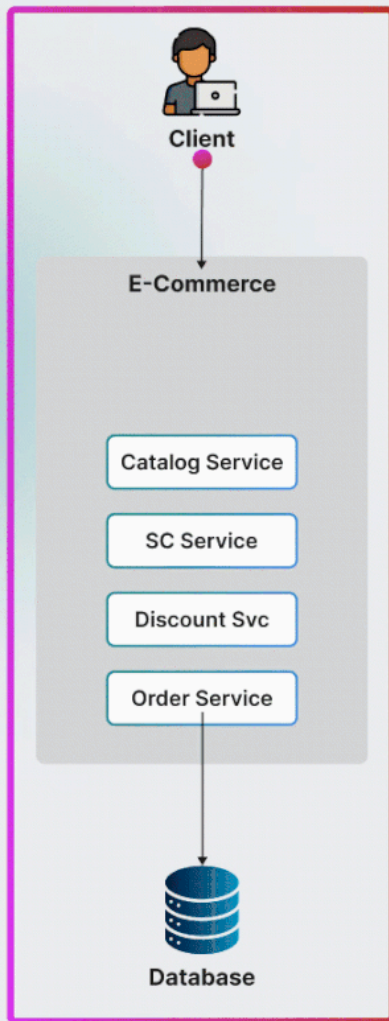 Client
E-Commerce
Catalog Service
SC Service
Discount Svc
Order Service
Database